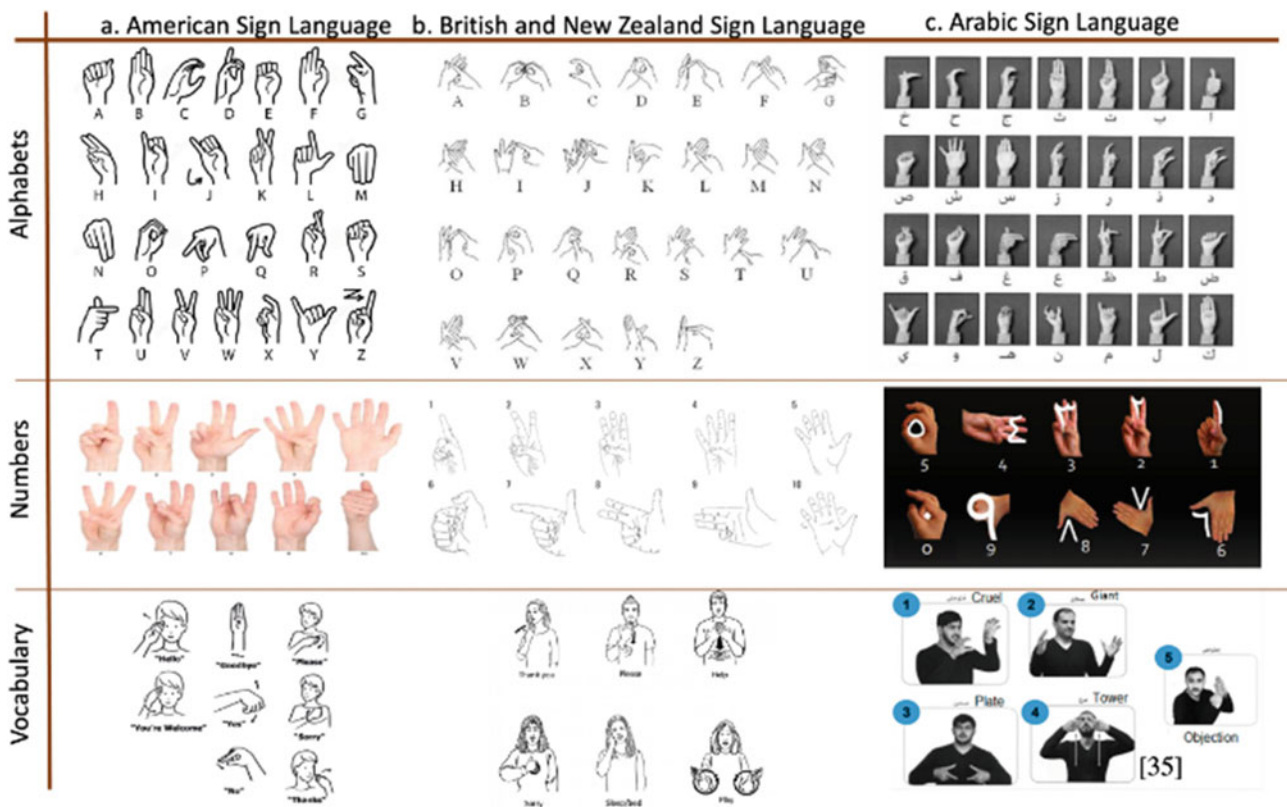 a. American Sign Language
b. British and New Zealand Sign Language
c. Arabic Sign Language
Alphabets
A B C D E F G
H I J K L M
N O P Q R S
T U V W X Y Z
A B C D E F G
H I J K L M N
O P Q R S T U
V W X Y Z
ا ب ت ث ج ح خ
د ذ ر ز س ش ص
ض ط ظ ع غ ف ق
ك ل م ن هـ و ي
Numbers
1 2 3 4 5
6 7 8 9 10
5 4 3 2 1
0 9 8 7 6
Vocabulary
"Hello" "Goodbye" "Please"
"You're Welcome" "Yes" "Sorry"
"No" "Thanks"
Thank you Please Help
Sorry Sleep/bed Play
1 Cruel
2 Giant
3 Plate
4 Tower
5
Objection
[35]